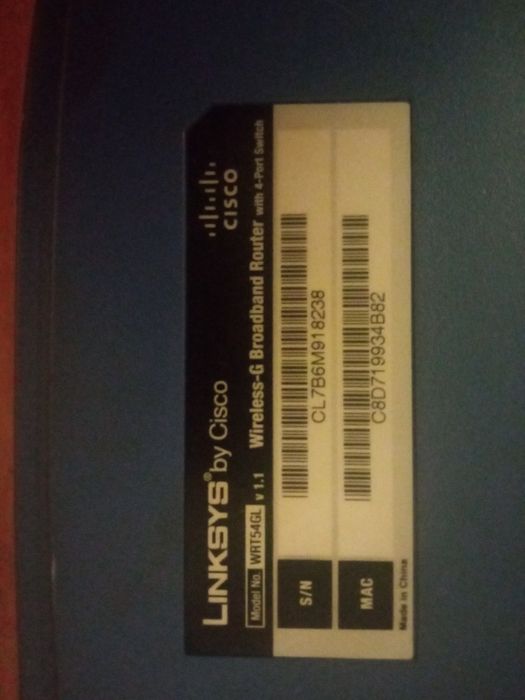 LINKSYS® by Cisco
CISCO
Model No. WRT54GL v 1.1 Wireless-G Broadband Router with 4-Port Switch
S/N
CL7B6M918238
MAC
C8D719934B82
Made in China